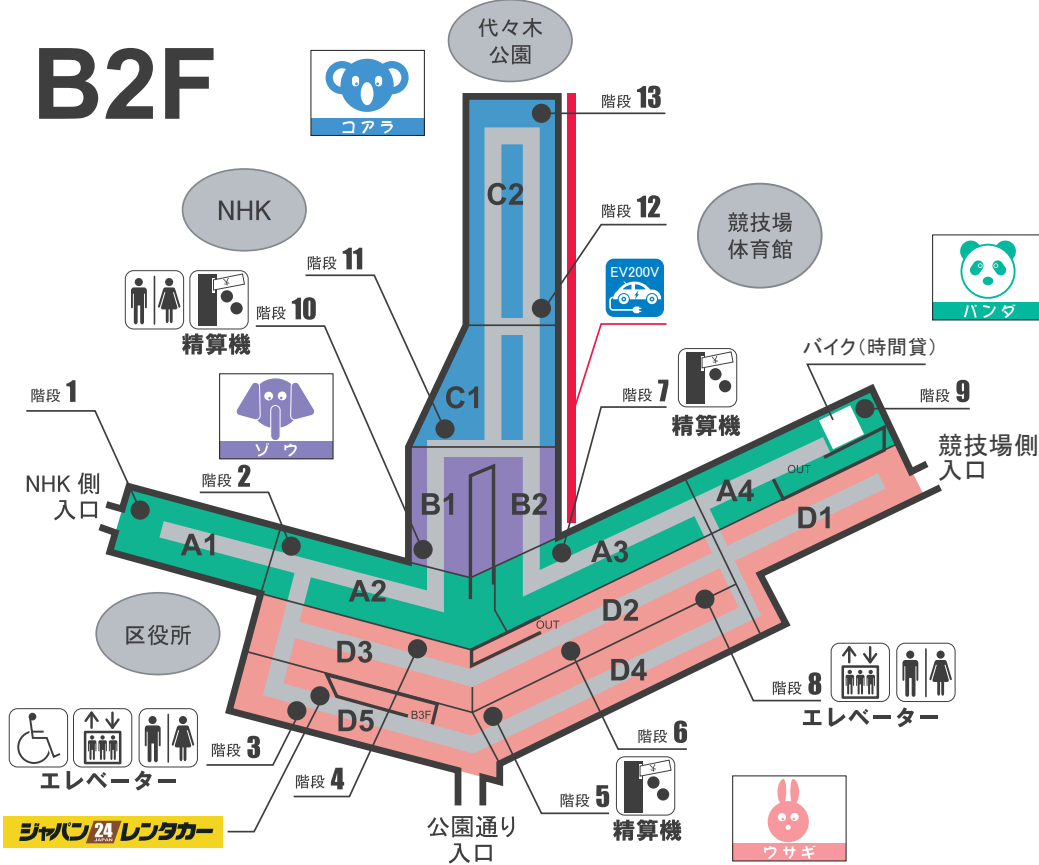 B2F
コアラ
代々木
公園
階段 13
C2
NHK
階段 12
競技場
体育館
階段 11
EV200V
パンダ
階段 10
精算機
バイク（時間貸）
階段 1
ゾウ
C1
階段 7
精算機
階段 9
競技場側
入口
NHK 側
入口
階段 2
B1
B2
OUT
A4
D1
A1
A2
A3
区役所
D3
D2
OUT
D4
D5
B3F
階段 8
エレベーター
階段 3
エレベーター
階段 4
階段 6
階段 5
精算機
ジャパン24レンタカー
JAPAN
公園通り
入口
ウサギ